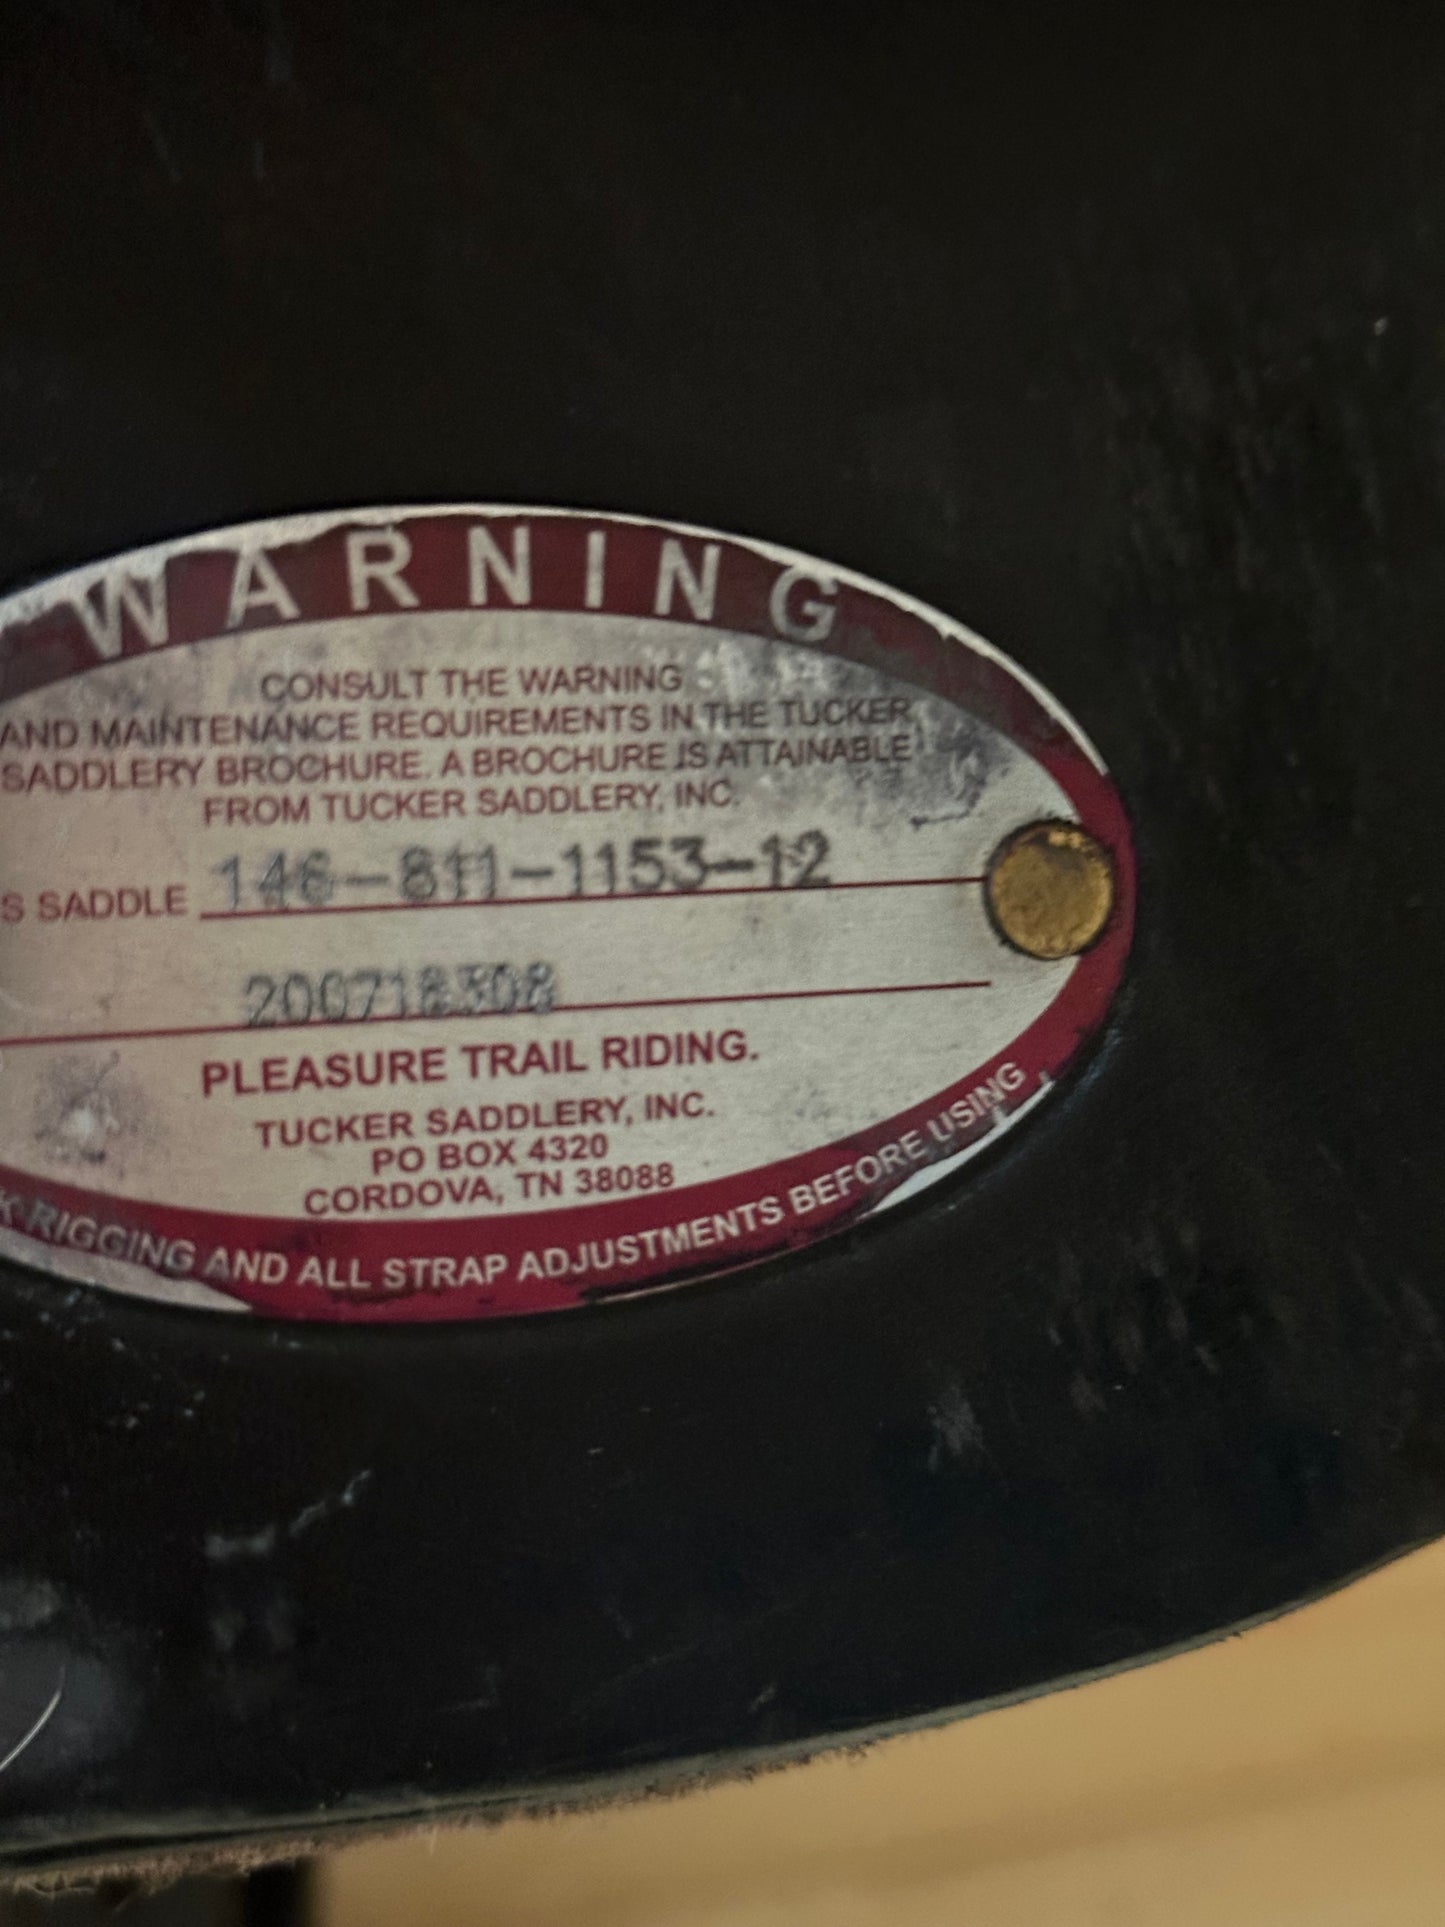 WARNING
CONSULT THE WARNING
AND MAINTENANCE REQUIREMENTS IN THE TUCKER
SADDLERY BROCHURE. A BROCHURE IS ATTAINABLE
FROM TUCKER SADDLERY, INC.
S SADDLE 146-811-1153-12
200718308
PLEASURE TRAIL RIDING.
TUCKER SADDLERY, INC.
PO BOX 4320
CORDOVA, TN 38088
K RIGGING AND ALL STRAP ADJUSTMENTS BEFORE USING